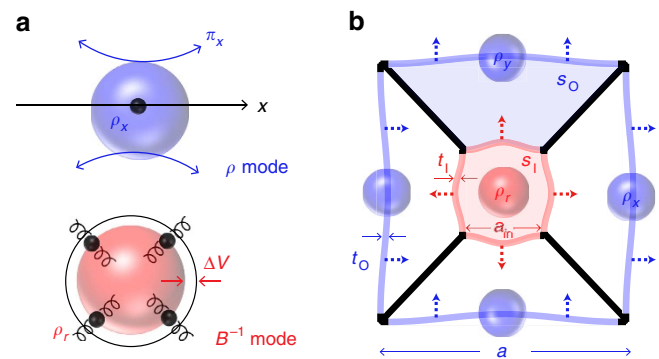 a
π_x
x
ρ_x
ρ mode
ΔV
ρ_r
B⁻¹ mode
b
ρ_y
s_O
t_I
s_I
ρ_r
ρ_x
a_in
t_O
a